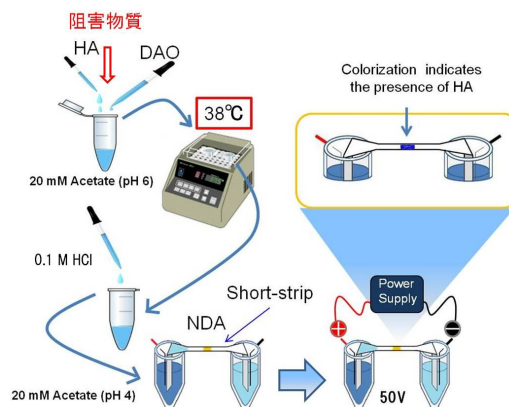 阻害物質
HA
DAO
38℃
20 mM Acetate (pH 6)
Colorization indicates
the presence of HA
0.1 M HCl
Short-strip
NDA
Power
Supply
+
−
20 mM Acetate (pH 4)
50V